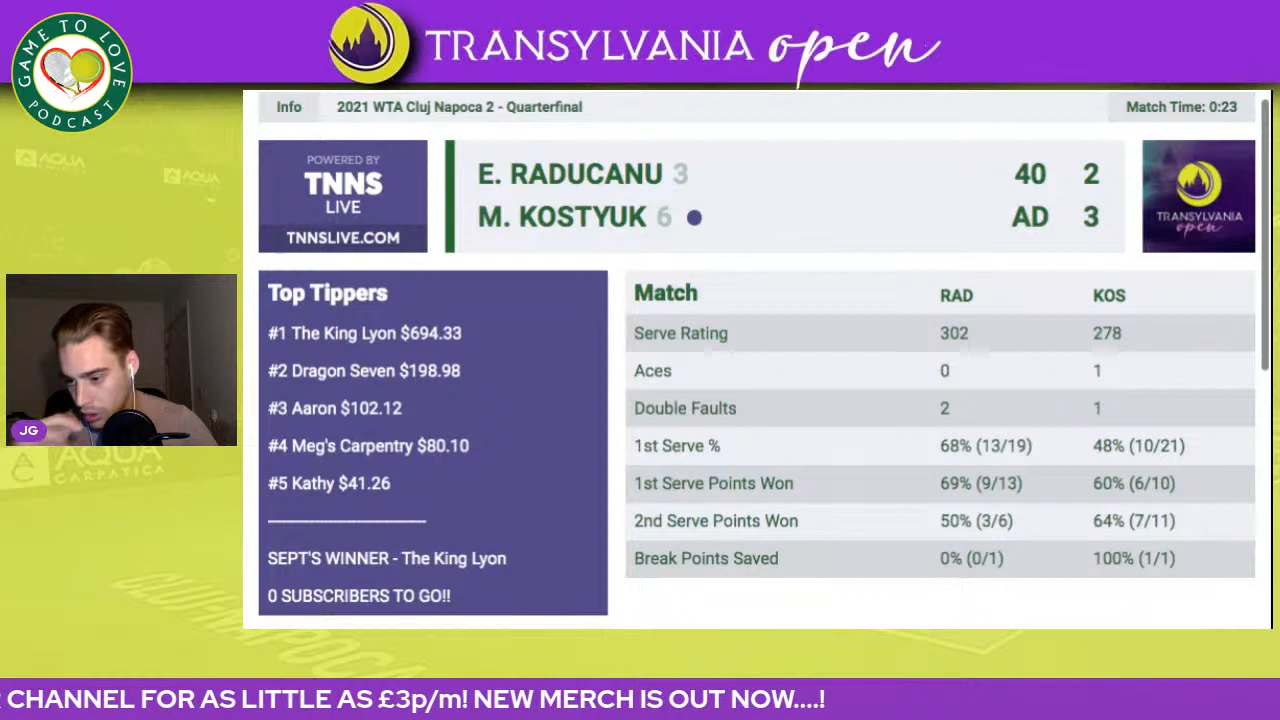 GAME TO LOVE
PODCAST
TRANSYLVANIA open
Info 2021 WTA Cluj Napoca 2 - Quarterfinal Match Time: 0:23
POWERED BY
TNNS
LIVE
TNNSLIVE.COM
E. RADUCANU 3 40 2
M. KOSTYUK 6 AD 3
TRANSYLVANIA
open
Top Tippers
#1 The King Lyon $694.33
#2 Dragon Seven $198.98
#3 Aaron $102.12
#4 Meg's Carpentry $80.10
#5 Kathy $41.26
SEPT'S WINNER - The King Lyon
0 SUBSCRIBERS TO GO!!
Match RAD KOS
Serve Rating 302 278
Aces 0 1
Double Faults 2 1
1st Serve % 68% (13/19) 48% (10/21)
1st Serve Points Won 69% (9/13) 60% (6/10)
2nd Serve Points Won 50% (3/6) 64% (7/11)
Break Points Saved 0% (0/1) 100% (1/1)
JG
AQUA
AQUA
AQUA
CARPATICA
CLUJ-NAPOCA
CHANNEL FOR AS LITTLE AS £3p/m! NEW MERCH IS OUT NOW....!